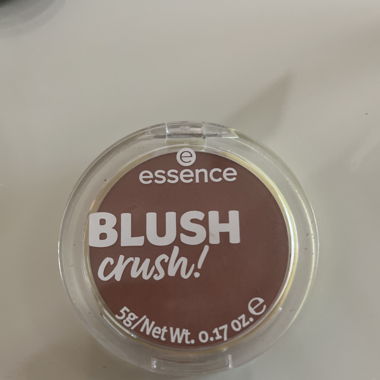 e
essence
BLUSH
crush!
5g/Net Wt. 0.17 oz. ℮